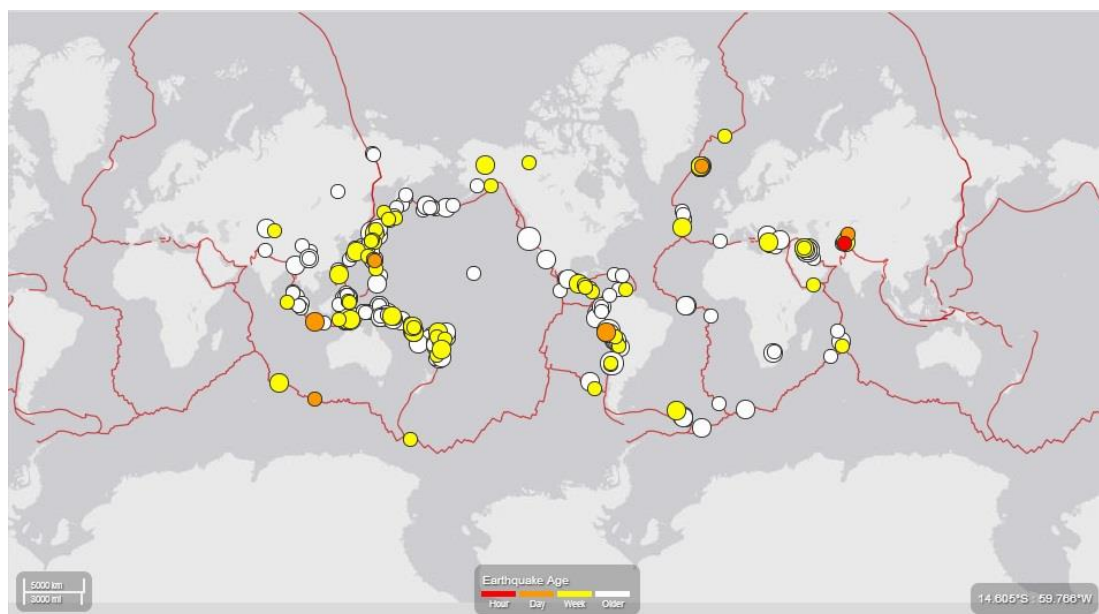 5000 km
3000 mi
Earthquake Age
Hour Day Week Older
14.605°S : 59.766°W